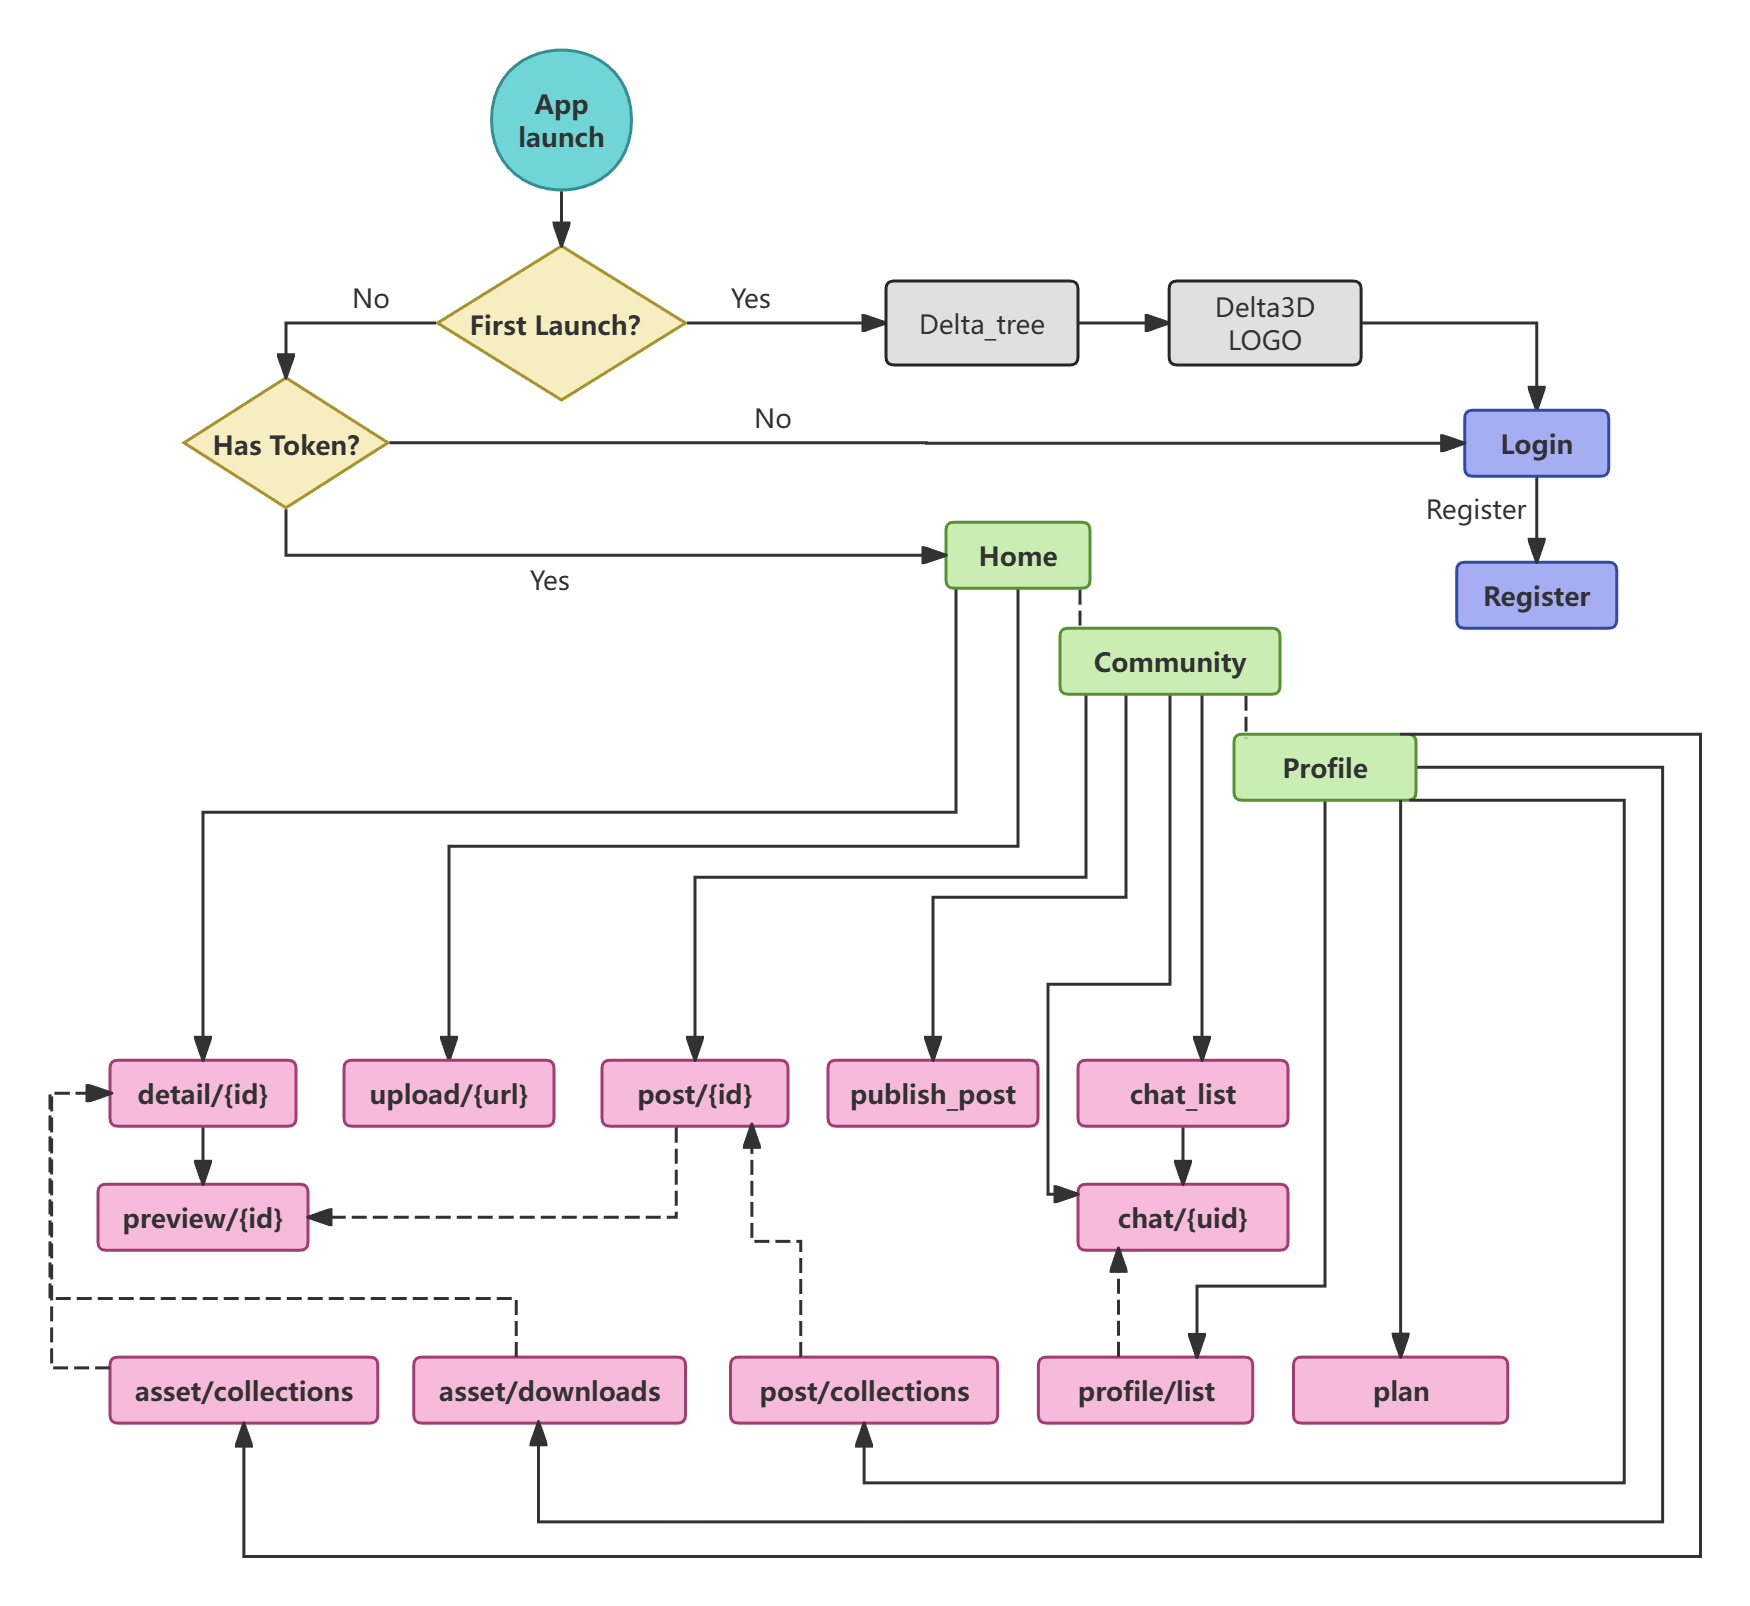 App
launch
No
First Launch?
Yes
Delta_tree
Delta3D
LOGO
Has Token?
No
Login
Register
Yes
Home
Register
Community
Profile
detail/{id}
upload/{url}
post/{id}
publish_post
chat_list
preview/{id}
chat/{uid}
asset/collections
asset/downloads
post/collections
profile/list
plan